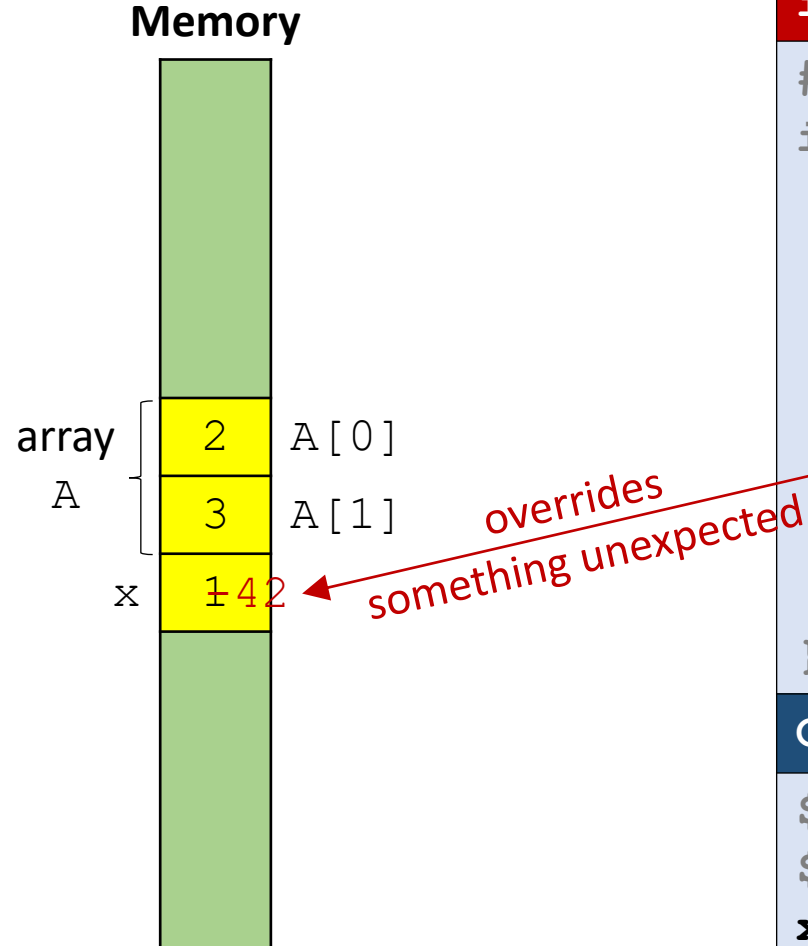 Memory
array
A
2 A[0]
3 A[1]
x 1 42
overrides
something unexpected
#
$
$